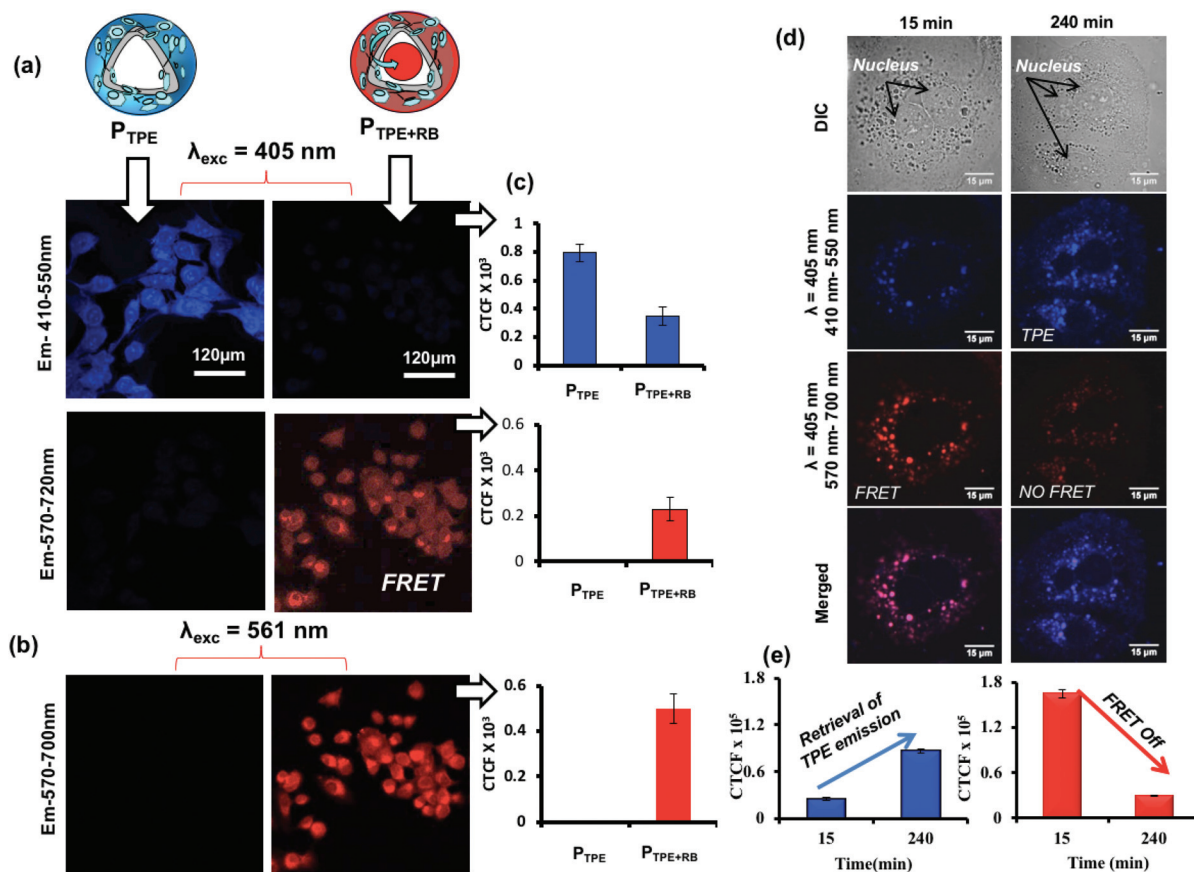 (a)
P_TPE
P_TPE+RB
λ_exc = 405 nm
Em- 410-550nm
120µm
120µm
Em-570-720nm
FRET
(b)
λ_exc = 561 nm
Em-570-700nm
(c)
CTCF X 10³
1
0.8
0.6
0.4
0.2
0
P_TPE
P_TPE+RB
CTCF X 10³
0.6
0.4
0.2
0
P_TPE
P_TPE+RB
CTCF X 10³
0.6
0.4
0.2
0
P_TPE
P_TPE+RB
(d)
15 min
240 min
DIC
Nucleus
15 µm
Nucleus
15 µm
λ = 405 nm
410 nm- 550 nm
15 µm
TPE
15 µm
λ = 405 nm
570 nm- 700 nm
FRET
15 µm
NO FRET
15 µm
Merged
15 µm
15 µm
(e)
CTCF x 10⁵
1.8
1.2
0.6
0
Retrieval of
TPE emission
15
240
Time(min)
CTCF x 10⁵
1.8
1.2
0.6
0
FRET Off
15
240
Time (min)